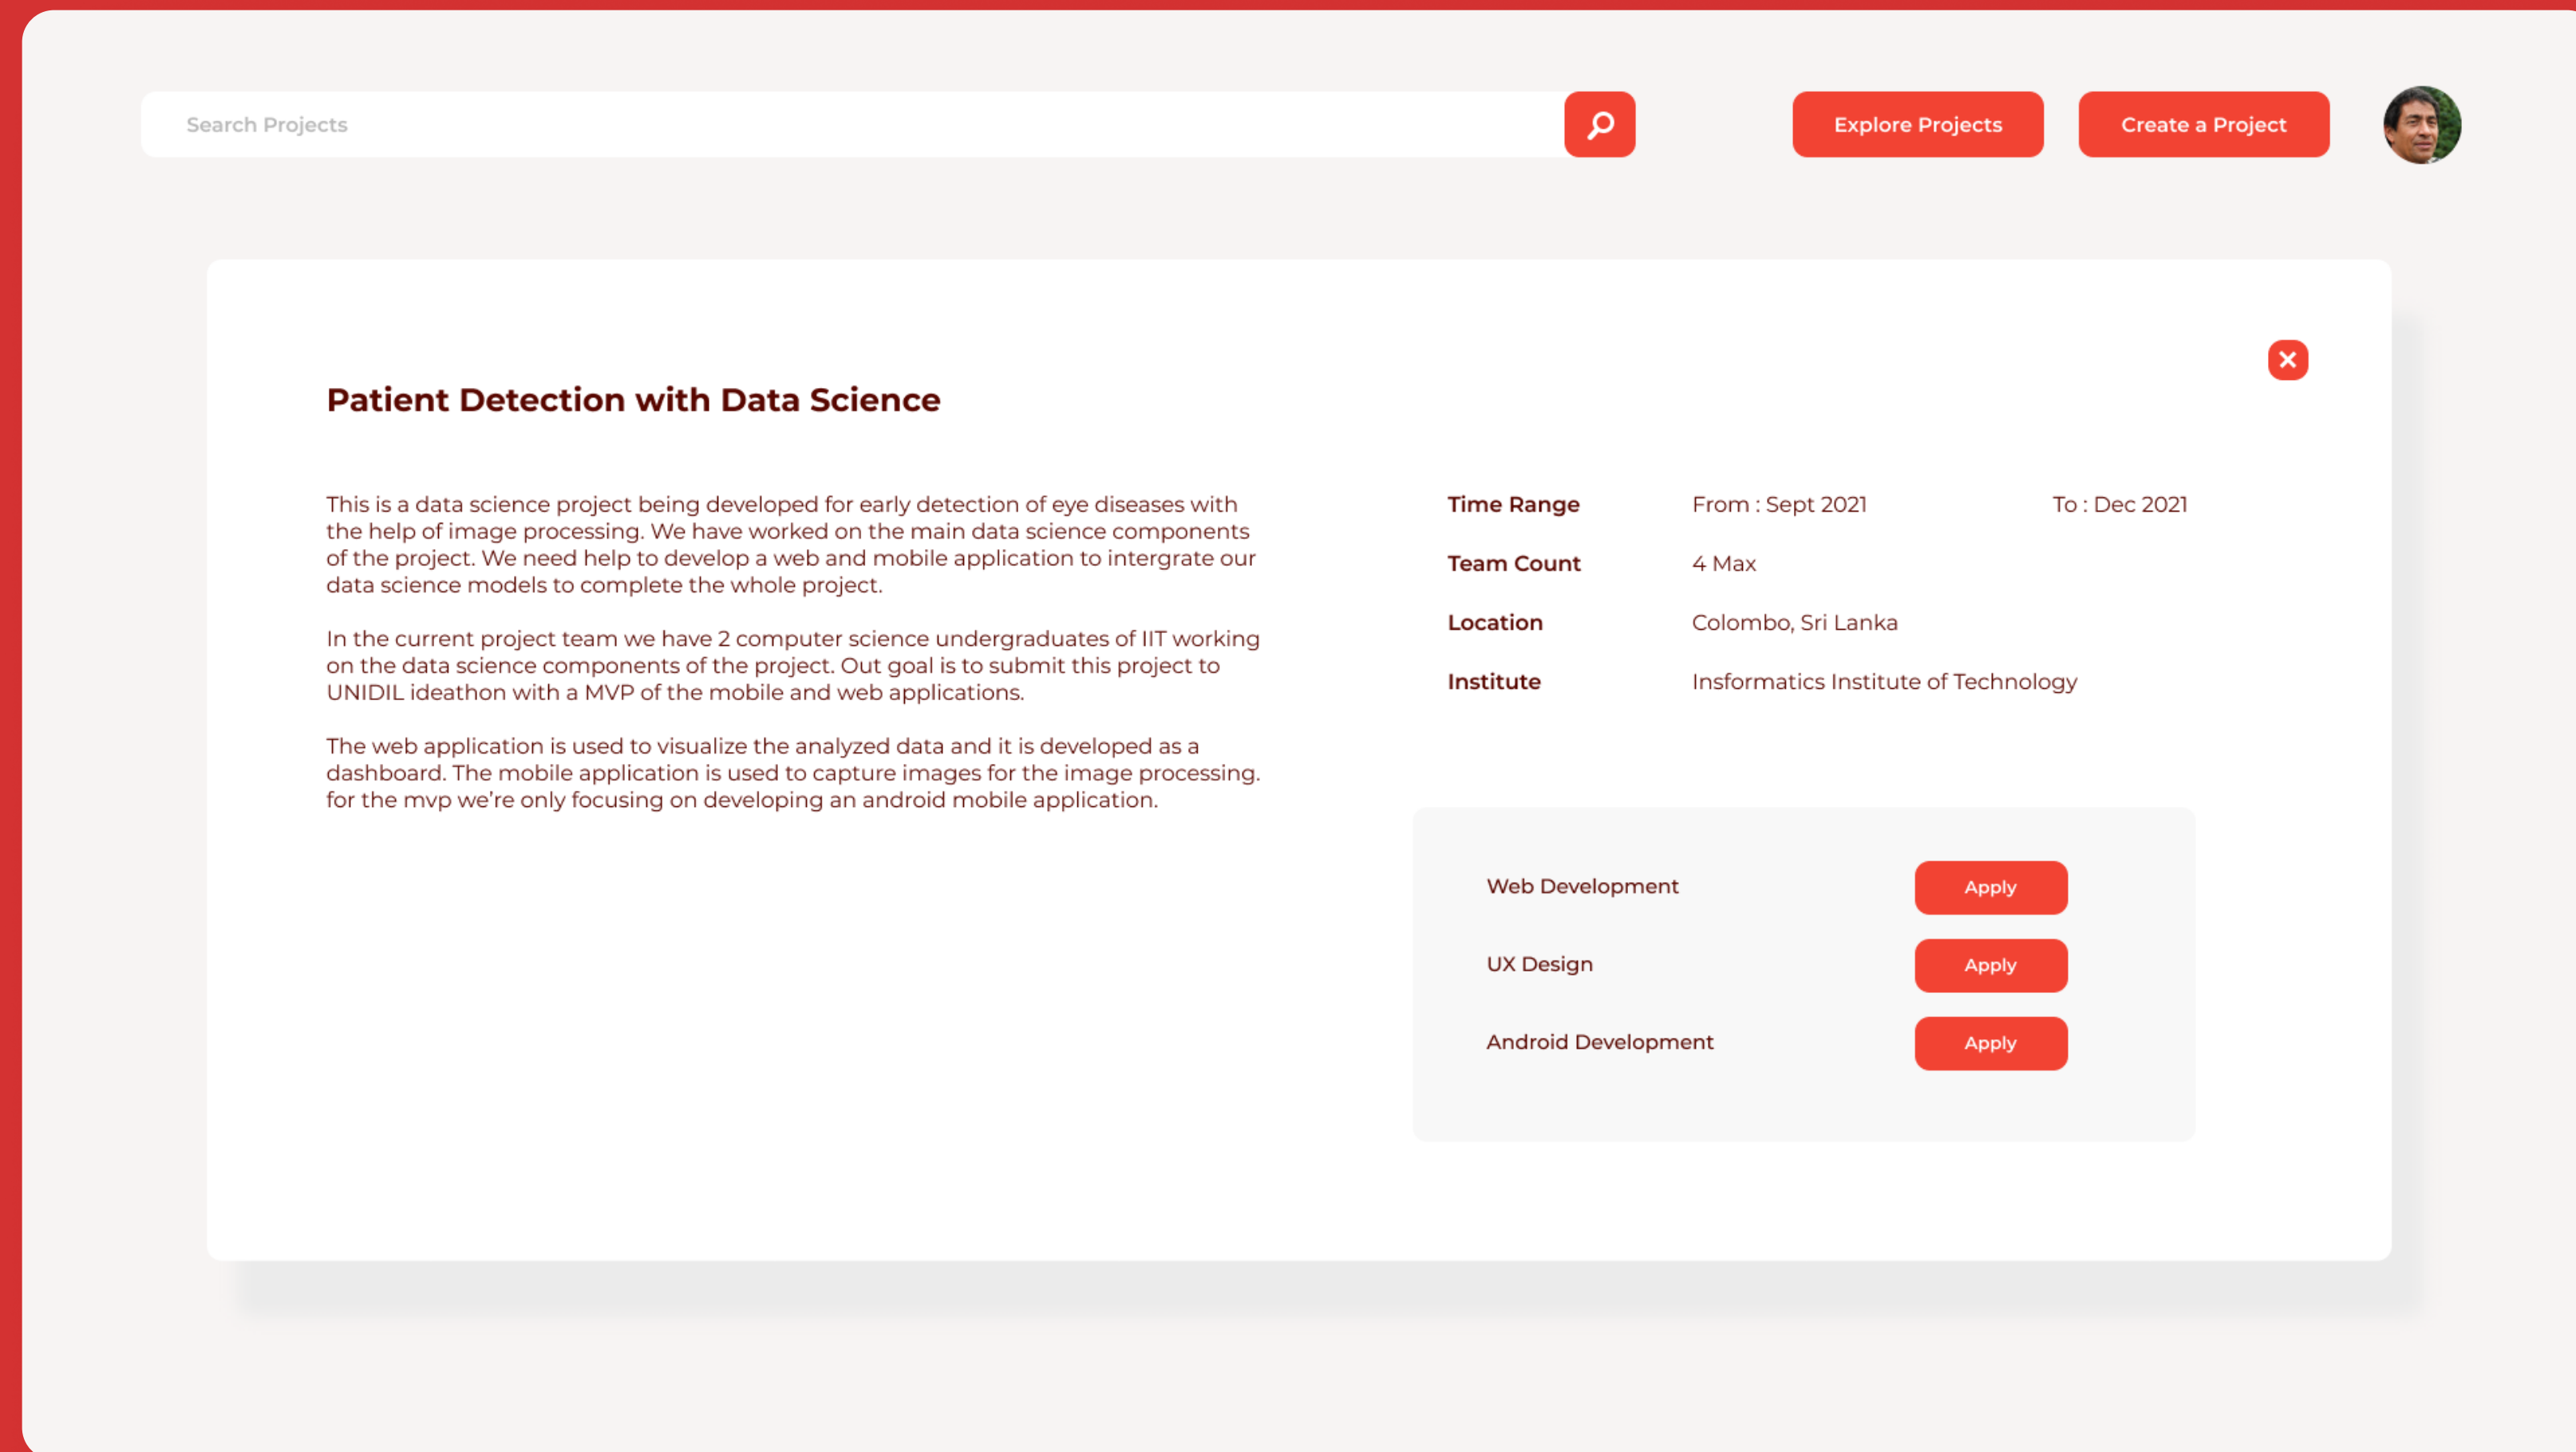 Search Projects
Explore Projects
Create a Project
Patient Detection with Data Science
This is a data science project being developed for early detection of eye diseases with
the help of image processing. We have worked on the main data science components
of the project. We need help to develop a web and mobile application to intergrate our
data science models to complete the whole project.
In the current project team we have 2 computer science undergraduates of IIT working
on the data science components of the project. Out goal is to submit this project to
UNIDIL ideathon with a MVP of the mobile and web applications.
The web application is used to visualize the analyzed data and it is developed as a
dashboard. The mobile application is used to capture images for the image processing.
for the mvp we're only focusing on developing an android mobile application.
Time Range From : Sept 2021 To : Dec 2021
Team Count 4 Max
Location Colombo, Sri Lanka
Institute Insformatics Institute of Technology
Web Development Apply
UX Design Apply
Android Development Apply